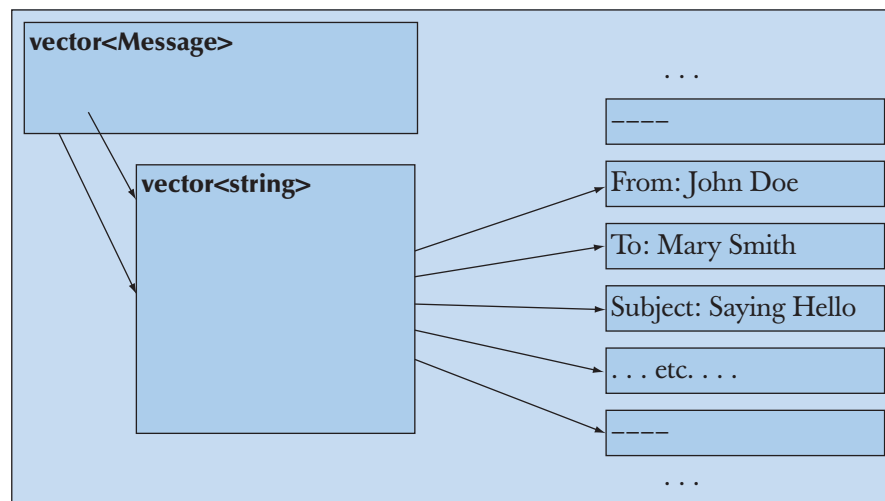 vector<Message>
vector<string>
. . .
––––
From: John Doe
To: Mary Smith
Subject: Saying Hello
. . . etc. . . .
––––
. . .